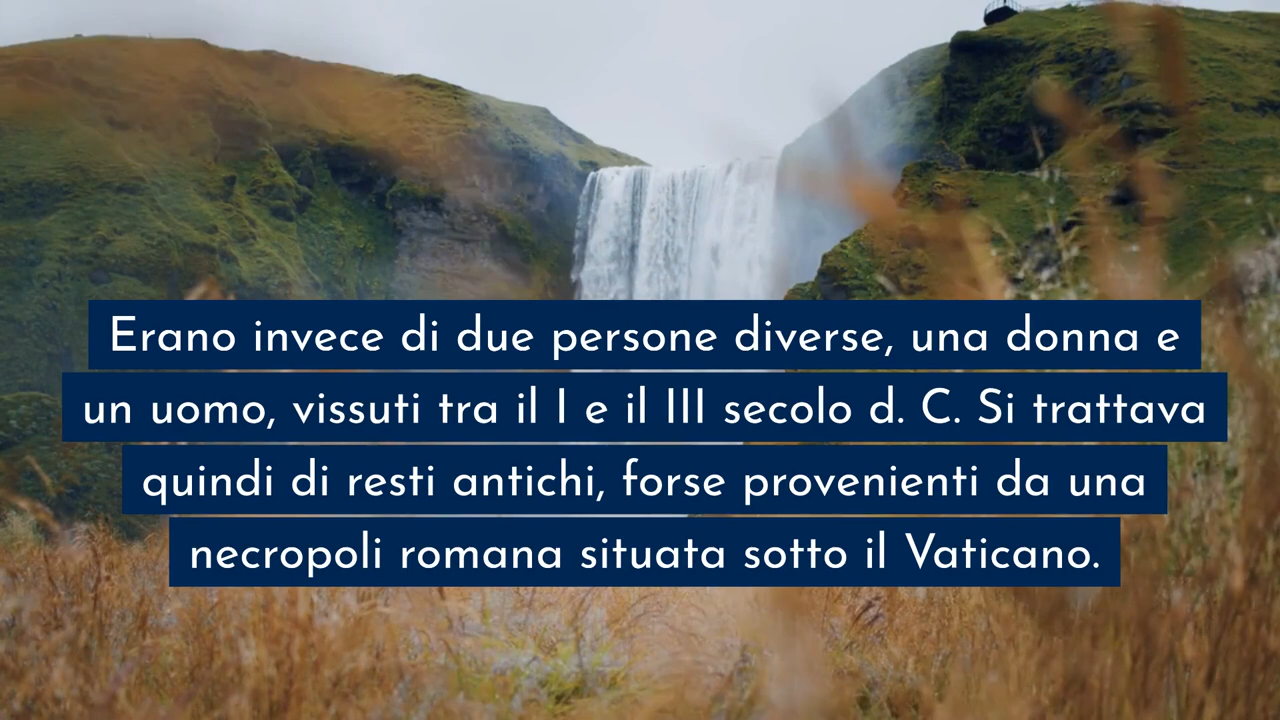 Erano invece di due persone diverse, una donna e
un uomo, vissuti tra il I e il III secolo d. C. Si trattava
quindi di resti antichi, forse provenienti da una
necropoli romana situata sotto il Vaticano.